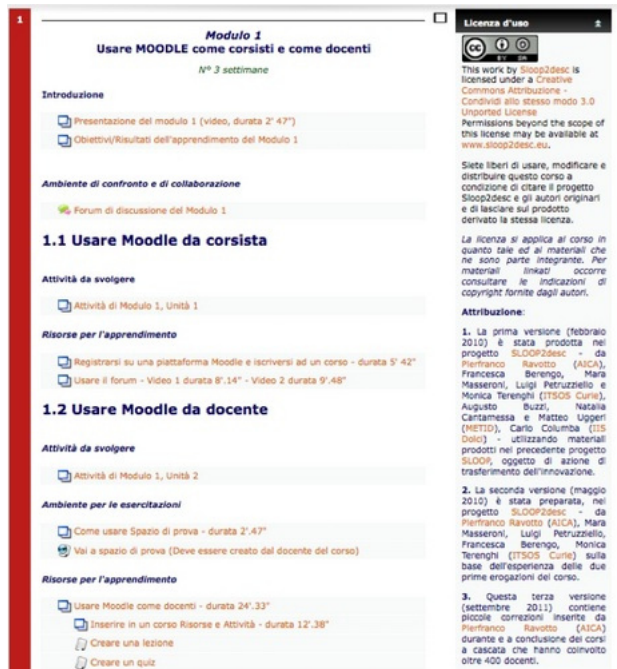 1
Modulo 1
Usare MOODLE come corsisti e come docenti
N° 3 settimane
Introduzione
Presentazione del modulo 1 (video, durata 2' 47")
Obiettivi/Risultati dell'apprendimento del Modulo 1
Ambiente di confronto e di collaborazione
Forum di discussione del Modulo 1
1.1 Usare Moodle da corsista
Attività da svolgere
Attività di Modulo 1, Unità 1
Risorse per l'apprendimento
Registrarsi su una piattaforma Moodle e iscriversi ad un corso - durata 5' 42"
Usare il forum - Video 1 durata 8'.14" - Video 2 durata 9'.48"
1.2 Usare Moodle da docente
Attività da svolgere
Attività di Modulo 1, Unità 2
Ambiente per le esercitazioni
Come usare Spazio di prova - durata 2'.47"
Vai a spazio di prova (Deve essere creato dal docente del corso)
Risorse per l'apprendimento
Usare Moodle come docenti - durata 24'.33"
Inserire in un corso Risorse e Attività - durata 12'.38"
Creare una lezione
Creare un quiz
Licenza d'uso
cc
BY SA
This work by Sloop2desc is
licensed under a Creative
Commons Attribuzione -
Condividi allo stesso modo 3.0
Unported License
Permissions beyond the scope of
this license may be available at
www.sloop2desc.eu.
Siete liberi di usare, modificare e
distribuire questo corso a
condizione di citare il progetto
Sloop2desc e gli autori originari
e di lasciare sul prodotto
derivato la stessa licenza.
La licenza si applica al corso in
quanto tale ed ai materiali che
ne sono parte integrante. Per
materiali linkati occorre
consultare le indicazioni di
copyright fornite dagli autori.
Attribuzione:
1. La prima versione (febbraio
2010) è stata prodotta nel
progetto SLOOP2desc - da
Pierfranco Ravotto (AICA),
Francesca Berengo, Mara
Masseroni, Luigi Petruzziello e
Monica Terenghi (ITSOS Curie),
Augusto Buzzi, Natalia
Cantamessa e Matteo Uggeri
(METID), Carlo Columba (IIS
Dolci) - utilizzando materiali
prodotti nel precedente progetto
SLOOP, oggetto di azione di
trasferimento dell'innovazione.
2. La seconda versione (maggio
2010) è stata preparata, nel
progetto SLOOP2desc - da
Pierfranco Ravotto (AICA), Mara
Masseroni, Luigi Petruzziello,
Francesca Berengo, Monica
Terenghi (ITSOS Curie) sulla
base dell'esperienza delle due
prime erogazioni del corso.
3. Questa terza versione
(settembre 2011) contiene
piccole correzioni inserite da
Pierfranco Ravotto (AICA)
durante e a conclusione dei corsi
a cascata che hanno coinvolto
oltre 400 docenti.